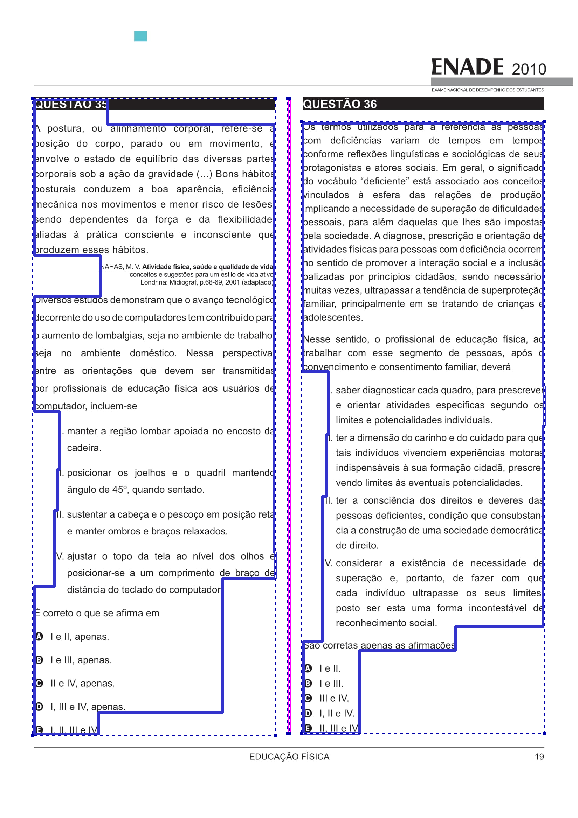 ENADE 2010
EXAME NACIONAL DE DESEMPENHO DOS ESTUDANTES
QUESTÃO 35
A postura, ou alinhamento corporal, refere-se à
posição do corpo, parado ou em movimento, e
envolve o estado de equilíbrio das diversas partes
corporais sob a ação da gravidade (...) Bons hábitos
posturais conduzem a boa aparência, eficiência
mecânica nos movimentos e menor risco de lesões,
sendo dependentes da força e da flexibilidade,
aliadas à prática consciente e inconsciente que
produzem esses hábitos.
NAHAS, M. V. Atividade física, saúde e qualidade de vida:
conceitos e sugestões para um estilo de vida ativo.
Londrina: Midiograf, p.68-69, 2001 (adaptado).
Diversos estudos demonstram que o avanço tecnológico
decorrente do uso de computadores tem contribuído para
o aumento de lombalgias, seja no ambiente de trabalho,
seja no ambiente doméstico. Nessa perspectiva,
entre as orientações que devem ser transmitidas
por profissionais de educação física aos usuários de
computador, incluem-se
I. manter a região lombar apoiada no encosto da
cadeira.
II. posicionar os joelhos e o quadril mantendo
ângulo de 45º, quando sentado.
III. sustentar a cabeça e o pescoço em posição reta
e manter ombros e braços relaxados.
IV. ajustar o topo da tela ao nível dos olhos e
posicionar-se a um comprimento de braço de
distância do teclado do computador.
É correto o que se afirma em
A I e II, apenas.
B I e III, apenas.
C II e IV, apenas.
D I, III e IV, apenas.
E I, II, III e IV.
QUESTÃO 36
Os termos utilizados para a referência às pessoas
com deficiências variam de tempos em tempos
conforme reflexões linguísticas e sociológicas de seus
protagonistas e atores sociais. Em geral, o significado
do vocábulo “deficiente” está associado aos conceitos
vinculados à esfera das relações de produção,
implicando a necessidade de superação de dificuldades
pessoais, para além daquelas que lhes são impostas
pela sociedade. A diagnose, prescrição e orientação de
atividades físicas para pessoas com deficiência ocorrem
no sentido de promover a interação social e a inclusão
balizadas por princípios cidadãos, sendo necessário,
muitas vezes, ultrapassar a tendência de superproteção
familiar, principalmente em se tratando de crianças e
adolescentes.
Nesse sentido, o profissional de educação física, ao
trabalhar com esse segmento de pessoas, após o
convencimento e consentimento familiar, deverá
I. saber diagnosticar cada quadro, para prescrever
e orientar atividades específicas segundo os
limites e potencialidades individuais.
II. ter a dimensão do carinho e do cuidado para que
tais indivíduos vivenciem experiências motoras
indispensáveis à sua formação cidadã, prescre-
vendo limites às eventuais potencialidades.
III. ter a consciência dos direitos e deveres das
pessoas deficientes, condição que consubstan-
cia a construção de uma sociedade democrática
de direito.
IV. considerar a existência de necessidade de
superação e, portanto, de fazer com que
cada indivíduo ultrapasse os seus limites,
posto ser esta uma forma incontestável de
reconhecimento social.
São corretas apenas as afirmações
A I e II.
B I e III.
C III e IV.
D I, II e IV.
E II, III e IV.
EDUCAÇÃO FÍSICA
19